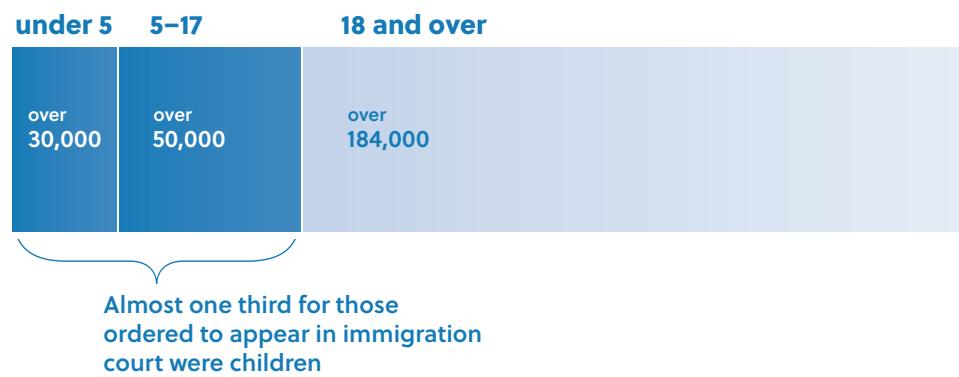 under 5 5–17 18 and over
over over over
30,000 50,000 184,000
Almost one third for those
ordered to appear in immigration
court were children